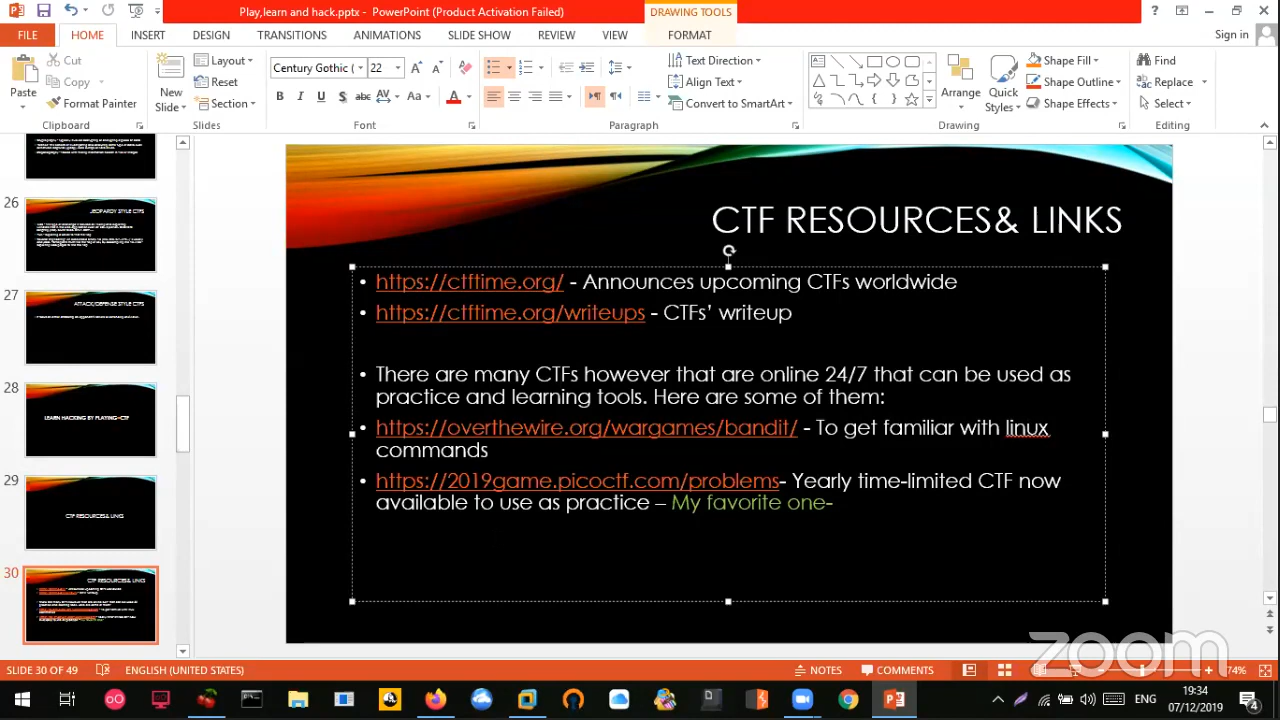 Play,learn and hack.pptx - PowerPoint (Product Activation Failed)
DRAWING TOOLS
?
FILE HOME INSERT DESIGN TRANSITIONS ANIMATIONS SLIDE SHOW REVIEW VIEW FORMAT Sign in
Paste
Cut
Copy
Format Painter
Clipboard
New
Slide
Layout
Reset
Section
Slides
Century Gothic ( 22
B I U S abc AV Aa A
Font
Text Direction
Align Text
Convert to SmartArt
Paragraph
Arrange
Quick
Styles
Shape Fill
Shape Outline
Shape Effects
Drawing
Find
Replace
Select
Editing
26
JEOPARDY STYLE CTFS
27
ATTACK/DEFENSE STYLE CTFS
28
LEARN HACKING BY PLAYING-CTF
29
CTF RESOURCES& LINKS
30
CTF RESOURCES& LINKS
CTF RESOURCES& LINKS
• https://ctftime.org/ - Announces upcoming CTFs worldwide
• https://ctftime.org/writeups - CTFs’ writeup
• There are many CTFs however that are online 24/7 that can be used as
practice and learning tools. Here are some of them:
• https://overthewire.org/wargames/bandit/ - To get familiar with linux
commands
• https://2019game.picoctf.com/problems- Yearly time-limited CTF now
available to use as practice – My favorite one-
zoom
SLIDE 30 OF 49 ENGLISH (UNITED STATES) NOTES COMMENTS 74%
ENG
19:34
07/12/2019
4